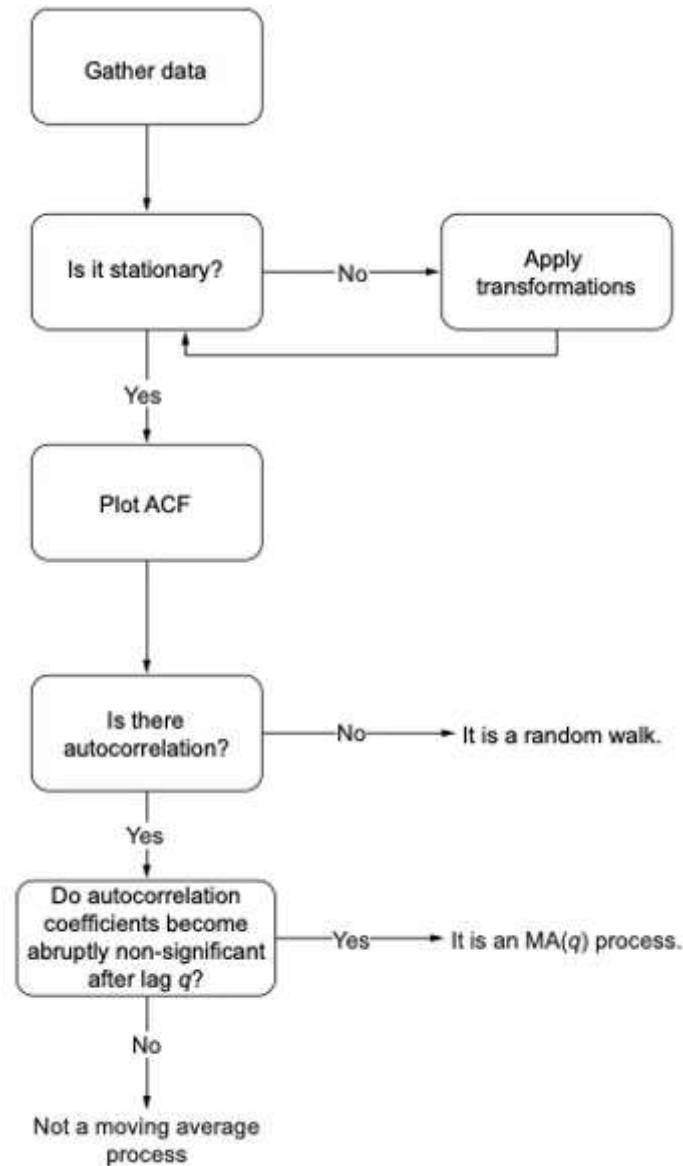 Gather data
Is it stationary?
No
Apply
transformations
Yes
Plot ACF
Is there
autocorrelation?
No
It is a random walk.
Yes
Do autocorrelation
coefficients become
abruptly non-significant
after lag q?
Yes
It is an MA(q) process.
No
Not a moving average
process